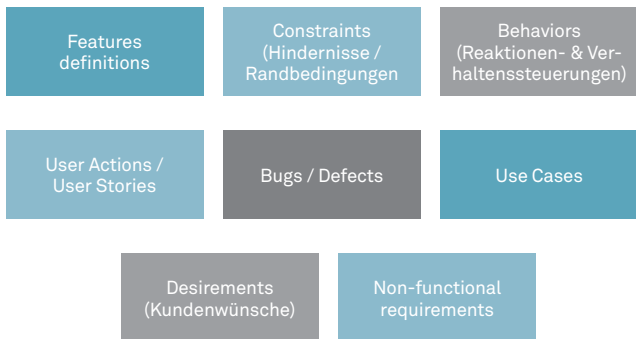 Features
definitions
Constraints
(Hindernisse /
Randbedingungen
Behaviors
(Reaktionen- & Ver-
haltenssteuerungen)
User Actions /
User Stories
Bugs / Defects
Use Cases
Desirements
(Kundenwünsche)
Non-functional
requirements